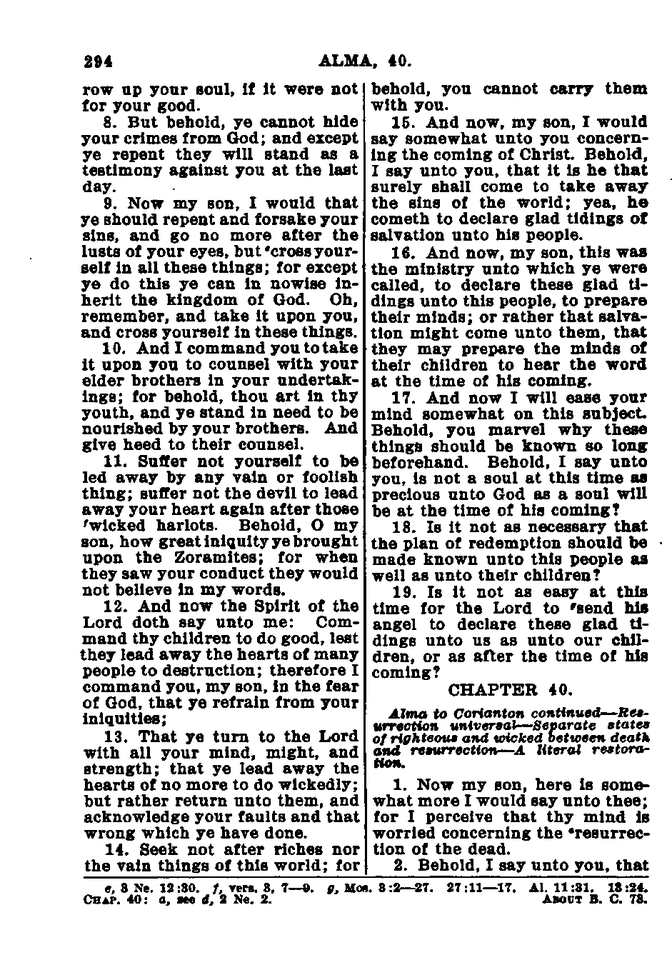 294
ALMA, 40.
row up your soul, if it were not
for your good.
8. But behold, ye cannot hide
your crimes from God; and except
ye repent they will stand as a
testimony against you at the last
day.
9. Now my son, I would that
ye should repent and forsake your
sins, and go no more after the
lusts of your eyes, but ᵉcross your-
self in all these things; for except
ye do this ye can in nowise in-
herit the kingdom of God. Oh,
remember, and take it upon you,
and cross yourself in these things.
10. And I command you to take
it upon you to counsel with your
elder brothers in your undertak-
ings; for behold, thou art in thy
youth, and ye stand in need to be
nourished by your brothers. And
give heed to their counsel.
11. Suffer not yourself to be
led away by any vain or foolish
thing; suffer not the devil to lead
away your heart again after those
ᶠwicked harlots. Behold, O my
son, how great iniquity ye brought
upon the Zoramites; for when
they saw your conduct they would
not believe in my words.
12. And now the Spirit of the
Lord doth say unto me: Com-
mand thy children to do good, lest
they lead away the hearts of many
people to destruction; therefore I
command you, my son, in the fear
of God, that ye refrain from your
iniquities;
13. That ye turn to the Lord
with all your mind, might, and
strength; that ye lead away the
hearts of no more to do wickedly;
but rather return unto them, and
acknowledge your faults and that
wrong which ye have done.
14. Seek not after riches nor
the vain things of this world; for
behold, you cannot carry them
with you.
15. And now, my son, I would
say somewhat unto you concern-
ing the coming of Christ. Behold,
I say unto you, that it is he that
surely shall come to take away
the sins of the world; yea, he
cometh to declare glad tidings of
salvation unto his people.
16. And now, my son, this was
the ministry unto which ye were
called, to declare these glad ti-
dings unto this people, to prepare
their minds; or rather that salva-
tion might come unto them, that
they may prepare the minds of
their children to hear the word
at the time of his coming.
17. And now I will ease your
mind somewhat on this subject.
Behold, you marvel why these
things should be known so long
beforehand. Behold, I say unto
you, is not a soul at this time as
precious unto God as a soul will
be at the time of his coming?
18. Is it not as necessary that
the plan of redemption should be
made known unto this people as
well as unto their children?
19. Is it not as easy at this
time for the Lord to ᵍsend his
angel to declare these glad ti-
dings unto us as unto our chil-
dren, or as after the time of his
coming?
CHAPTER 40.
Alma to Corianton continued—Res-
urrection universal—Separate states
of righteous and wicked between death
and resurrection—A literal restora-
tion.
1. Now my son, here is some-
what more I would say unto thee;
for I perceive that thy mind is
worried concerning the ᵃresurrec-
tion of the dead.
2. Behold, I say unto you, that
e, 3 Ne. 12:30. f, vers. 3, 7—9. g, Mos. 3:2—27. 27:11—17. Al. 11:31. 13:24.
CHAP. 40: a, see d, 2 Ne. 2. ABOUT B. C. 73.